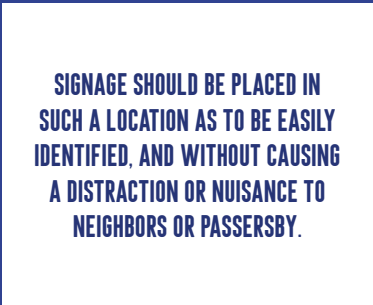 SIGNAGE SHOULD BE PLACED IN
SUCH A LOCATION AS TO BE EASILY
IDENTIFIED, AND WITHOUT CAUSING
A DISTRACTION OR NUISANCE TO
NEIGHBORS OR PASSERSBY.